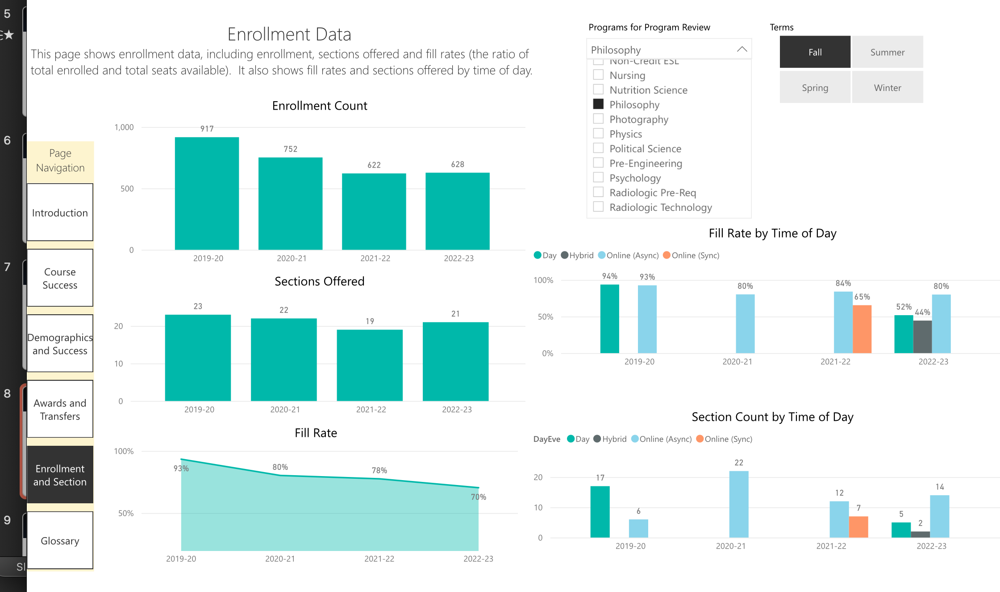 5
6
7
8
9
Sl
Enrollment Data
This page shows enrollment data, including enrollment, sections offered and fill rates (the ratio of
total enrolled and total seats available).  It also shows fill rates and sections offered by time of day.
Page
Navigation
Introduction
Course
Success
Demographics
and Success
Awards and
Transfers
Enrollment
and Section
Glossary
Enrollment Count
1,000
500
0
917
752
622
628
2019-20
2020-21
2021-22
2022-23
Sections Offered
20
10
0
23
22
19
21
2019-20
2020-21
2021-22
2022-23
Fill Rate
100%
50%
93%
80%
78%
70%
2019-20
2020-21
2021-22
2022-23
Programs for Program Review
Philosophy
Non-Credit ESL
Nursing
Nutrition Science
Philosophy
Photography
Physics
Political Science
Pre-Engineering
Psychology
Radiologic Pre-Req
Radiologic Technology
Terms
Fall
Summer
Spring
Winter
Fill Rate by Time of Day
Day Hybrid Online (Async) Online (Sync)
100%
50%
0%
94%
93%
80%
84%
65%
52%
44%
80%
2019-20
2020-21
2021-22
2022-23
Section Count by Time of Day
DayEve Day Hybrid Online (Async) Online (Sync)
20
10
0
17
6
22
12
7
5
2
14
2019-20
2020-21
2021-22
2022-23